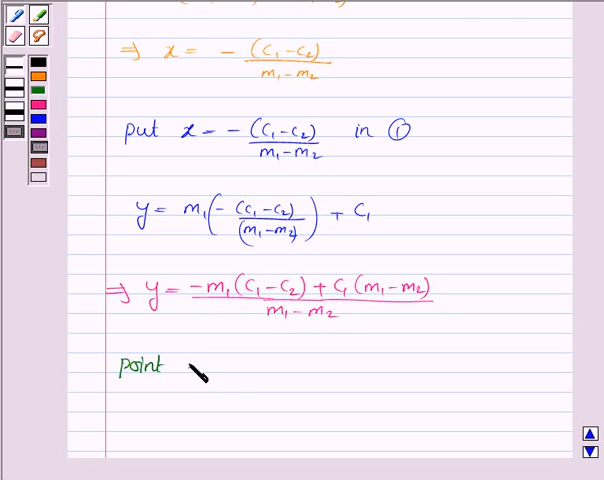 ⇒ x = - (C₁ - C₂) / m₁ - m₂
put x = - (C₁ - C₂) / m₁ - m₂ in ①
y = m₁ ( - (C₁ - C₂) / (m₁ - m₂) ) + C₁
⇒ y = -m₁ (C₁ - C₂) + C₁ (m₁ - m₂) / m₁ - m₂
point